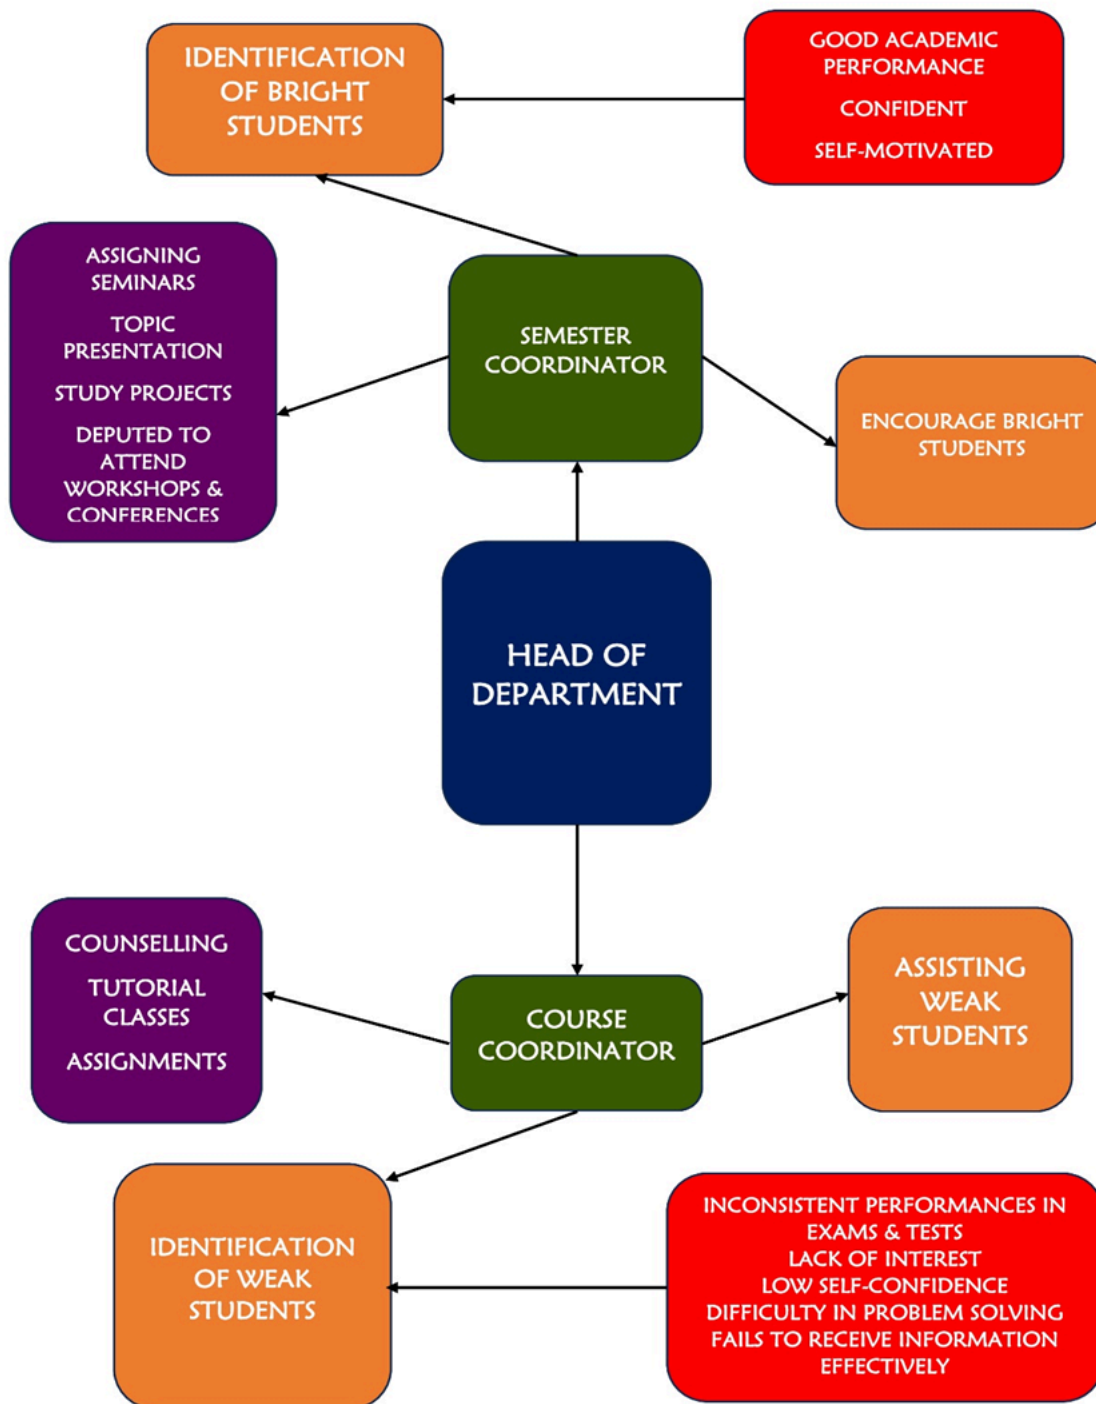 IDENTIFICATION
OF BRIGHT
STUDENTS
GOOD ACADEMIC
PERFORMANCE
CONFIDENT
SELF-MOTIVATED
ASSIGNING
SEMINARS
TOPIC
PRESENTATION
STUDY PROJECTS
DEPUTED TO
ATTEND
WORKSHOPS &
CONFERENCES
SEMESTER
COORDINATOR
ENCOURAGE BRIGHT
STUDENTS
HEAD OF
DEPARTMENT
COUNSELLING
TUTORIAL
CLASSES
ASSIGNMENTS
COURSE
COORDINATOR
ASSISTING
WEAK
STUDENTS
IDENTIFICATION
OF WEAK
STUDENTS
INCONSISTENT PERFORMANCES IN
EXAMS & TESTS
LACK OF INTEREST
LOW SELF-CONFIDENCE
DIFFICULTY IN PROBLEM SOLVING
FAILS TO RECEIVE INFORMATION
EFFECTIVELY